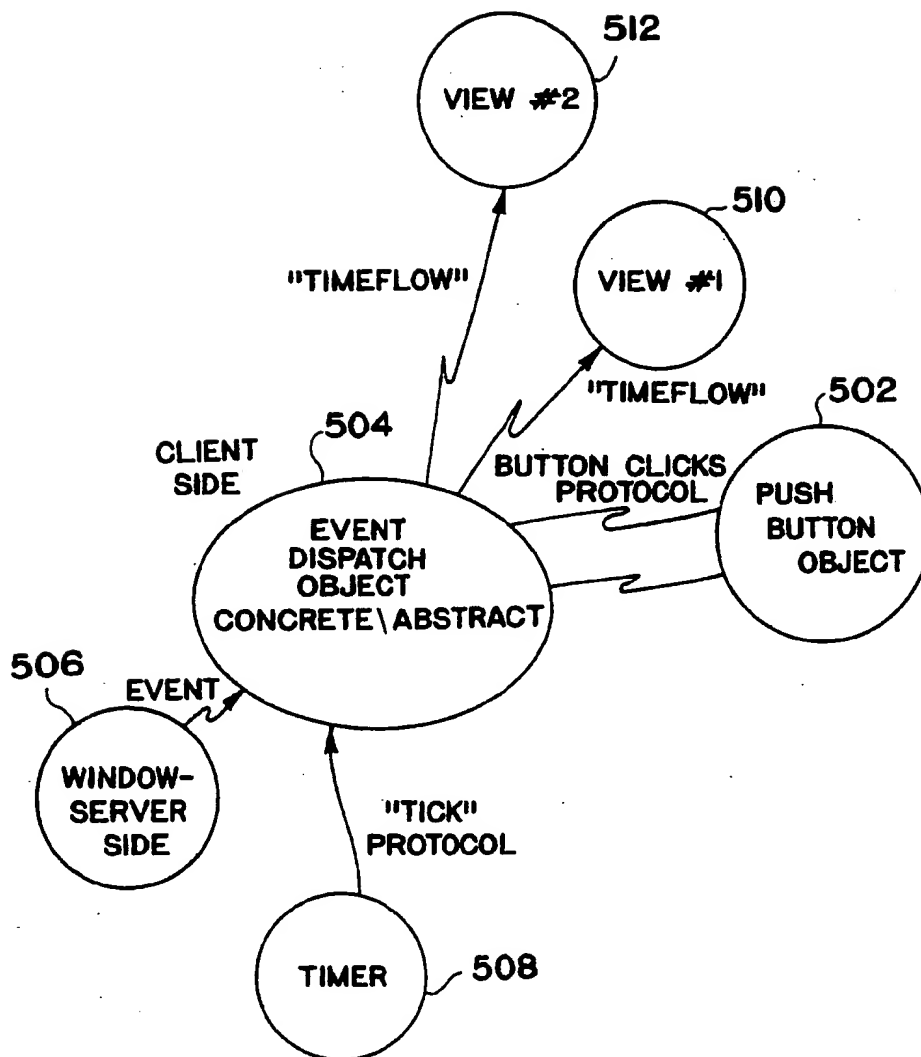 512
VIEW #2
510
VIEW #1
"TIMEFLOW"
"TIMEFLOW"
502
504
CLIENT
SIDE
BUTTON CLICKS
PROTOCOL
PUSH
BUTTON
OBJECT
EVENT
DISPATCH
OBJECT
CONCRETE\ABSTRACT
506
EVENT
WINDOW-
SERVER
SIDE
"TICK"
PROTOCOL
TIMER
508